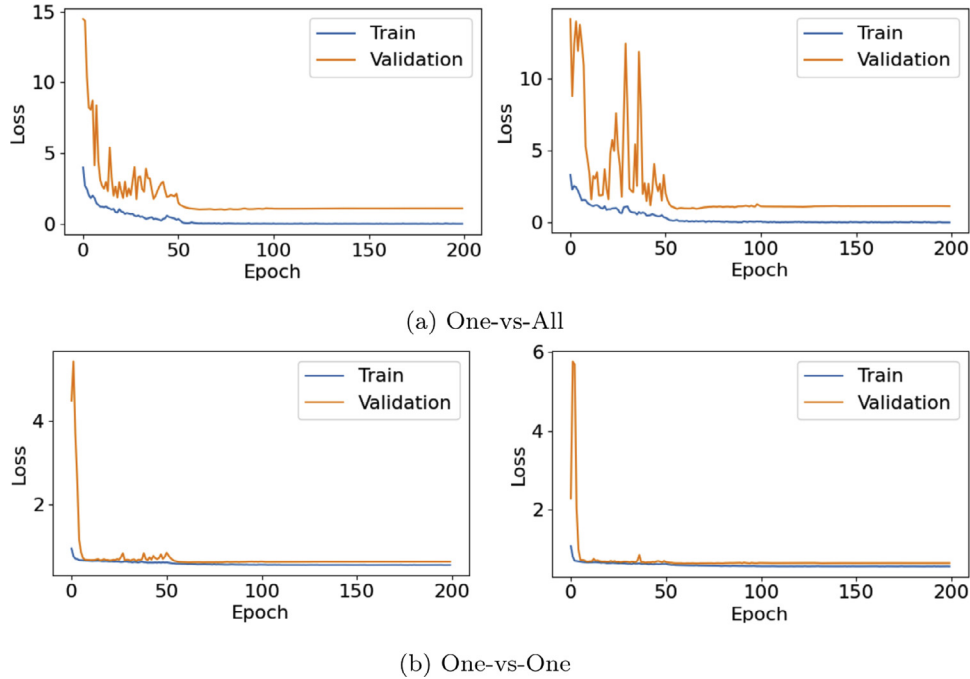 15
10
5
0
Loss
0
50
100
150
200
Epoch
Train
Validation
10
5
0
Loss
0
50
100
150
200
Epoch
Train
Validation
(a) One-vs-All
4
2
Loss
0
50
100
150
200
Epoch
Train
Validation
6
4
2
Loss
0
50
100
150
200
Epoch
Train
Validation
(b) One-vs-One